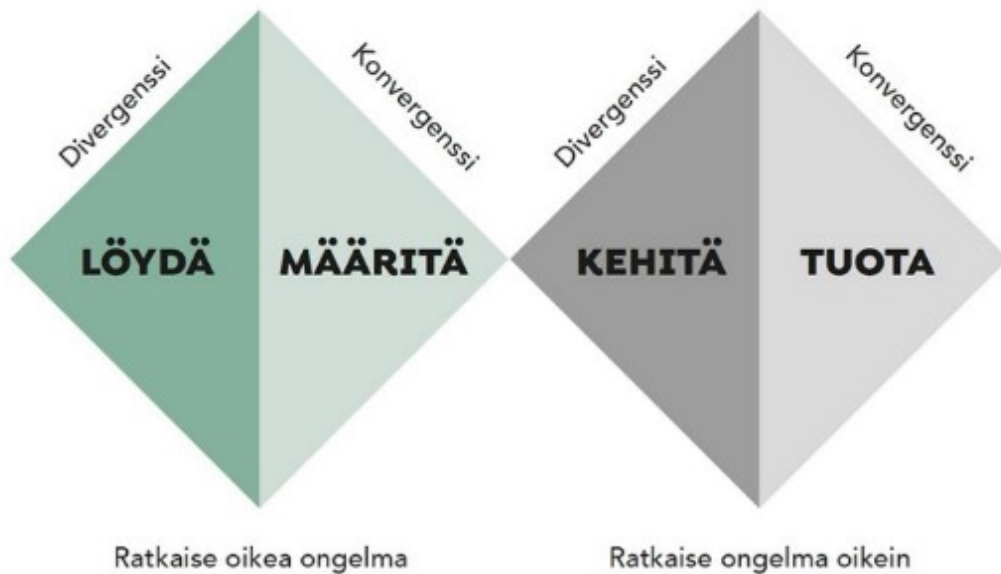 Divergenssi
Konvergenssi
Divergenssi
Konvergenssi
LÖYDÄ
MÄÄRITÄ
KEHITÄ
TUOTA
Ratkaise oikea ongelma
Ratkaise ongelma oikein